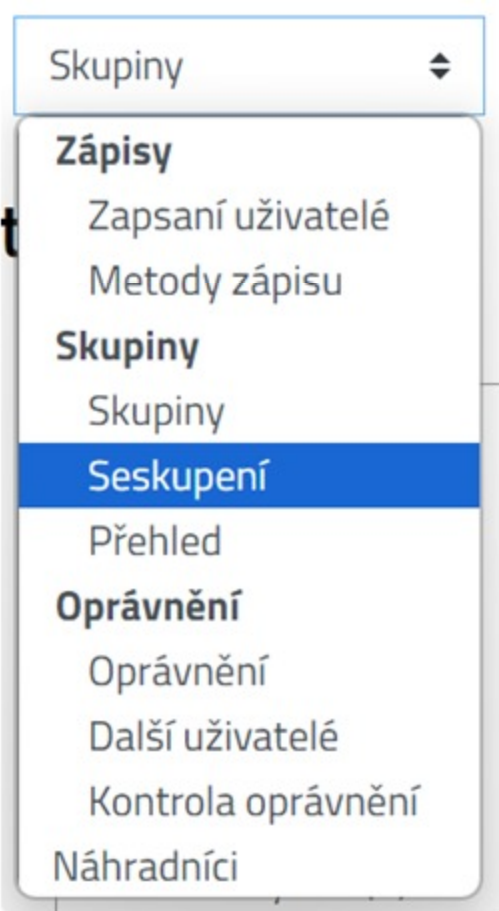 Skupiny
Zápisy
Zapsaní uživatelé
Metody zápisu
Skupiny
Skupiny
Seskupení
Přehled
Oprávnění
Oprávnění
Další uživatelé
Kontrola oprávnění
Náhradníci